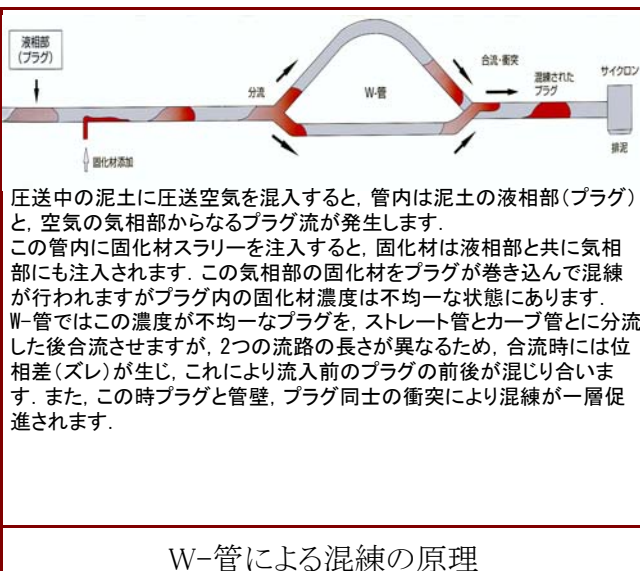 液相部
(プラグ)
分流
W-管
合流・衝突
混練された
プラグ
サイクロン
排泥
固化材添加
圧送中の泥土に圧送空気を混入すると, 管内は泥土の液相部(プラグ)
と, 空気の気相部からなるプラグ流が発生します.
この管内に固化材スラリーを注入すると, 固化材は液相部と共に気相
部にも注入されます. この気相部の固化材をプラグが巻き込んで混練
が行われますがプラグ内の固化材濃度は不均一な状態にあります.
W-管ではこの濃度が不均一なプラグを, ストレート管とカーブ管とに分流
した後合流させますが, 2つの流路の長さが異なるため, 合流時には位
相差(ズレ)が生じ, これにより流入前のプラグの前後が混じり合いま
す. また, この時プラグと管壁, プラグ同士の衝突により混練が一層促
進されます.
W-管による混練の原理